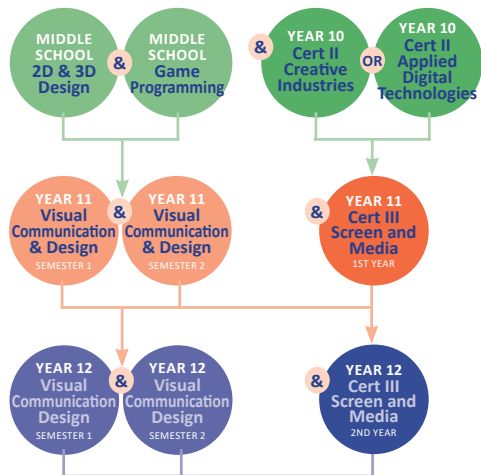 MIDDLE
SCHOOL
2D & 3D
Design
&
MIDDLE
SCHOOL
Game
Programming
&
YEAR 10
Cert II
Creative
Industries
OR
YEAR 10
Cert II
Applied
Digital
Technologies
YEAR 11
Visual
Communication
& Design
SEMESTER 1
&
YEAR 11
Visual
Communication
& Design
SEMESTER 2
&
YEAR 11
Cert III
Screen and
Media
1ST YEAR
YEAR 12
Visual
Communication
Design
SEMESTER 1
&
YEAR 12
Visual
Communication
Design
SEMESTER 2
&
YEAR 12
Cert III
Screen and
Media
2ND YEAR